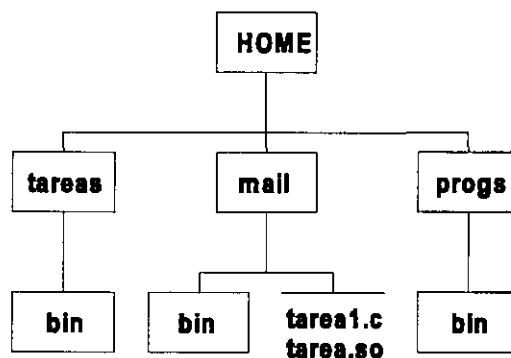 HOME
tareas
mail
progs
bin
bin
tarea1.c
tarea.so
bin